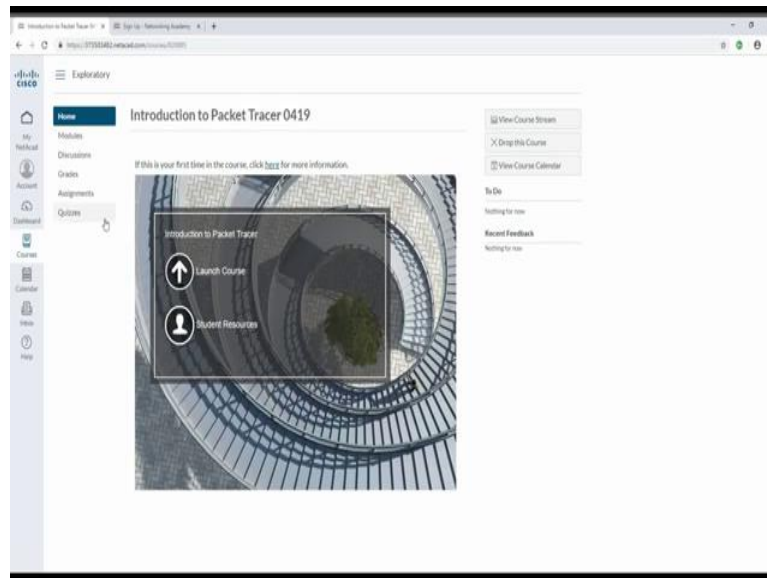 Introduction to Packet Tracer 0419
Sign Up - Networking Academy
CISCO
Exploratory
My
NetAcad
Account
Dashboard
Courses
Calendar
Inbox
Help
Home
Modules
Discussions
Grades
Assignments
Quizzes
Introduction to Packet Tracer 0419
If this is your first time in the course, click here for more information.
Introduction to Packet Tracer
Launch Course
Student Resources
View Course Stream
Drop this Course
View Course Calendar
To Do
Nothing for now
Recent Feedback
Nothing for now